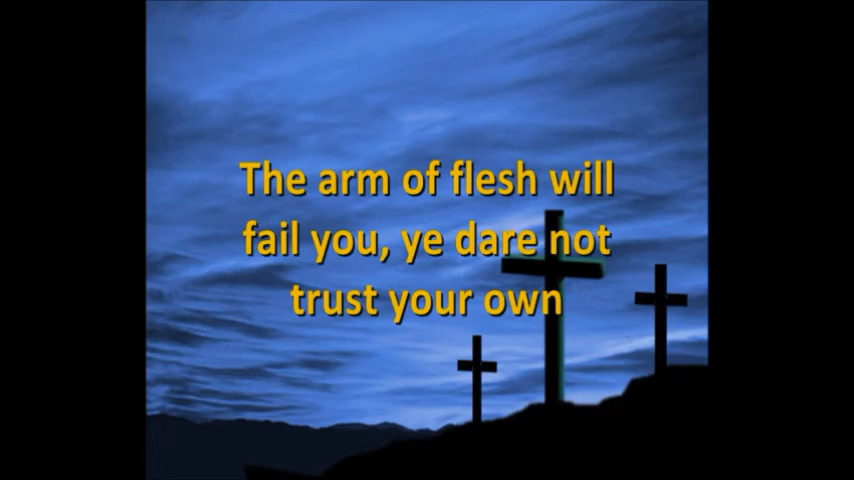 The arm of flesh will
fail you, ye dare not
trust your own